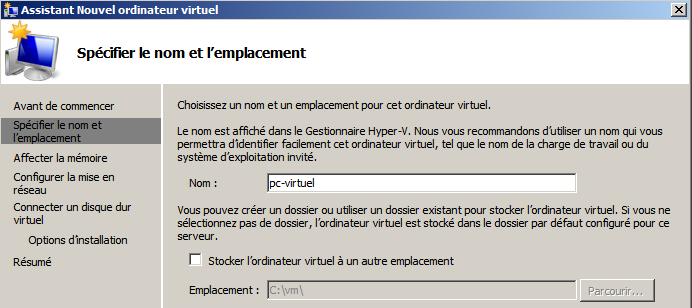 Assistant Nouvel ordinateur virtuel
Spécifier le nom et l'emplacement
Avant de commencer
Spécifier le nom et
l'emplacement
Affecter la mémoire
Configurer la mise en
réseau
Connecter un disque dur
virtuel
Options d'installation
Résumé
Choisissez un nom et un emplacement pour cet ordinateur virtuel.
Le nom est affiché dans le Gestionnaire Hyper-V. Nous vous recommandons d'utiliser un nom qui vous
permettra d'identifier facilement cet ordinateur virtuel, tel que le nom de la charge de travail ou du
système d'exploitation invité.
Nom : pc-virtuel
Vous pouvez créer un dossier ou utiliser un dossier existant pour stocker l'ordinateur virtuel. Si vous ne
sélectionnez pas de dossier, l'ordinateur virtuel est stocké dans le dossier par défaut configuré pour ce
serveur.
Stocker l'ordinateur virtuel à un autre emplacement
Emplacement : C:\vm\ Parcourir...